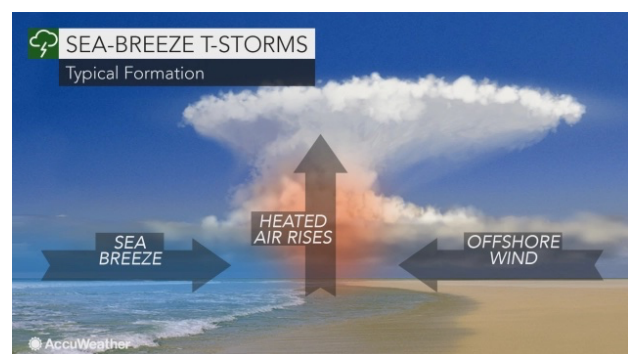 SEA-BREEZE T-STORMS
Typical Formation
HEATED
AIR RISES
SEA
BREEZE
OFFSHORE
WIND
AccuWeather